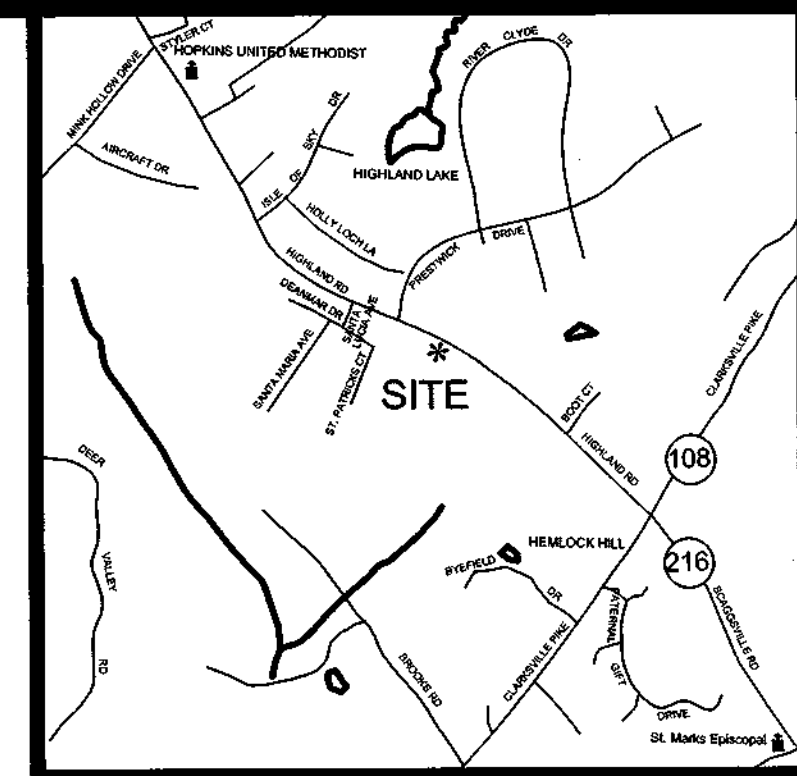 STYLER CT
HOPKINS UNITED METHODIST
MINK HOLLOW DRIVE
AIRCRAFT DR
RIVER CLYDE DR
ISLE OF SKY DR
HIGHLAND LAKE
HOLLY LOCH LA
PRESTWICK DRIVE
HIGHLAND RD
DEANMAR DR
SANTA LUCIA AVE
SANTA MARIA AVE
ST. PATRICKS CT
*
SITE
CLARKSVILLE PIKE
BOOT CT
HIGHLAND RD
108
DEER VALLEY RD
HEMLOCK HILL
BYEFIELD DR
216
PATERNAL GIFT DRIVE
SCAGGSVILLE RD
CLARKSVILLE PIKE
BROOKS RD
St. Marks Episcopal